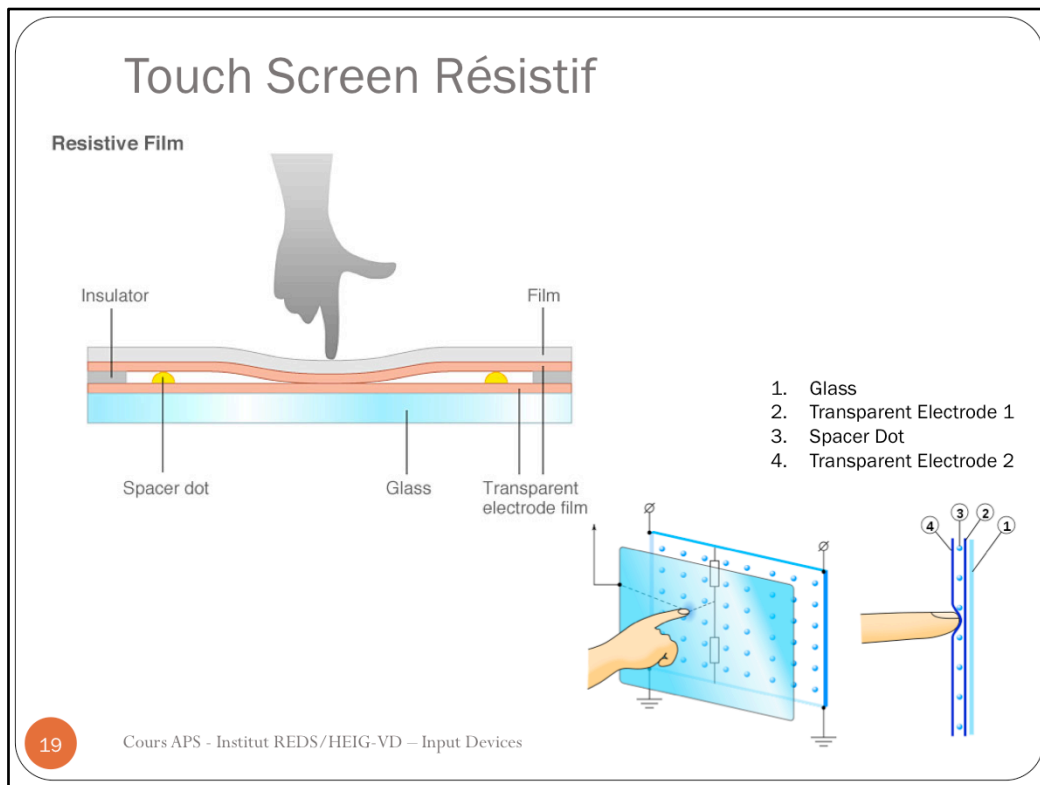 Touch Screen Résistif
Resistive Film
Insulator
Film
Spacer dot
Glass
Transparent
electrode film
1. Glass
2. Transparent Electrode 1
3. Spacer Dot
4. Transparent Electrode 2
4
3
2
1
19
Cours APS - Institut REDS/HEIG-VD – Input Devices